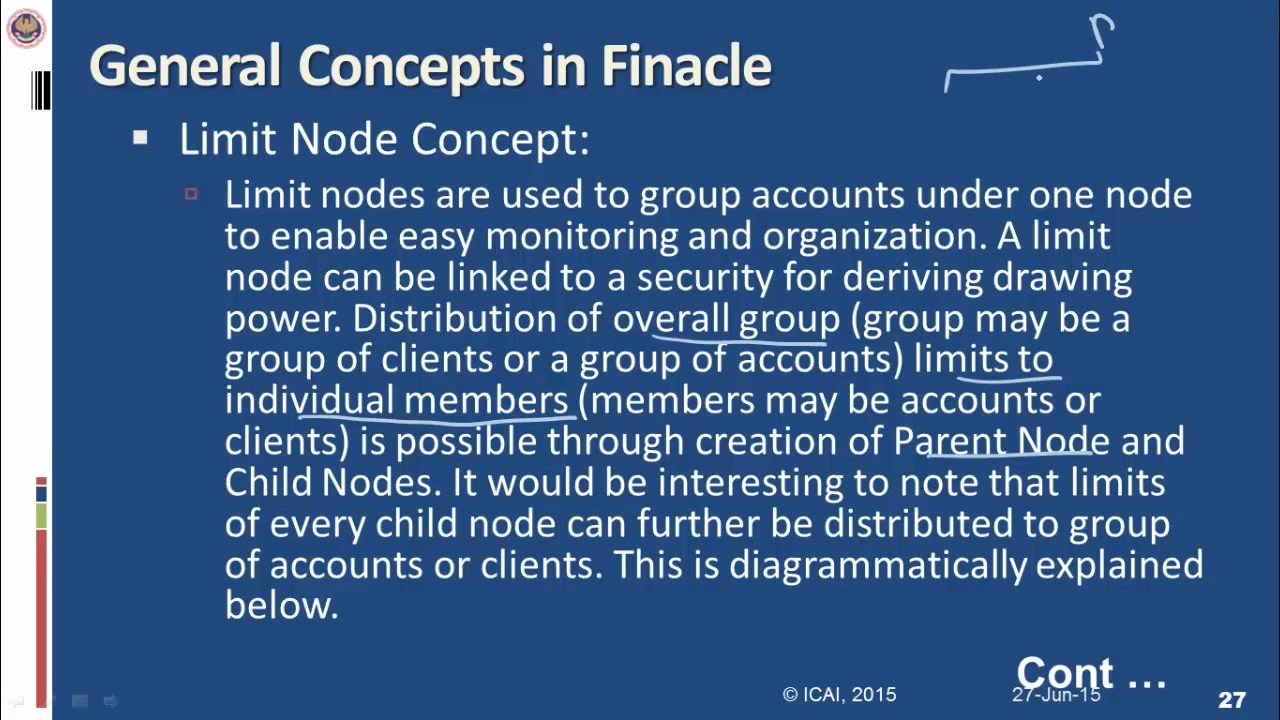 General Concepts in Finacle
Limit Node Concept:
Limit nodes are used to group accounts under one node
to enable easy monitoring and organization. A limit
node can be linked to a security for deriving drawing
power. Distribution of overall group (group may be a
group of clients or a group of accounts) limits to
individual members (members may be accounts or
clients) is possible through creation of Parent Node and
Child Nodes. It would be interesting to note that limits
of every child node can further be distributed to group
of accounts or clients. This is diagrammatically explained
below.
Cont ...
© ICAI, 2015
27-Jun-15
27